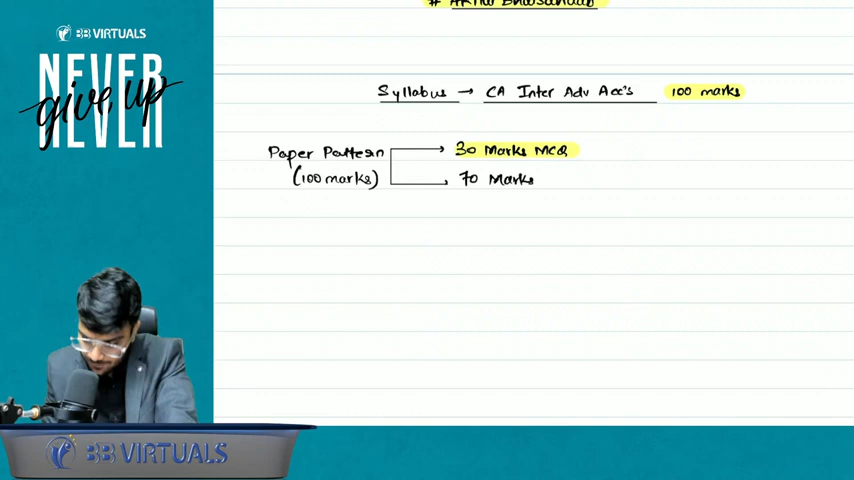 BB VIRTUALS
NEVER
give up
NEVER
Syllabus → CA Inter Adv Acc's 100 marks
Paper Pattern → 30 Marks MCQ
(100 marks) → 70 Marks
BB VIRTUALS